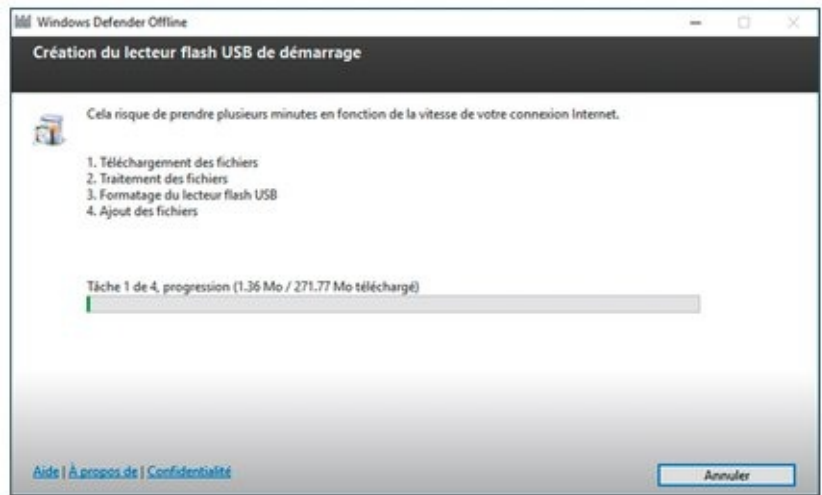 Windows Defender Offline
Création du lecteur flash USB de démarrage
Cela risque de prendre plusieurs minutes en fonction de la vitesse de votre connexion Internet.
1. Téléchargement des fichiers
2. Traitement des fichiers
3. Formatage du lecteur flash USB
4. Ajout des fichiers
Tâche 1 de 4, progression (1.36 Mo / 271.77 Mo téléchargé)
Aide | À propos de | Confidentialité
Annuler